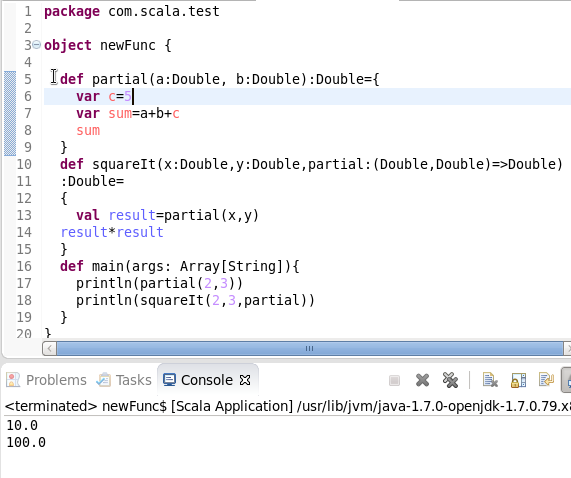 1 package com.scala.test
2
3 object newFunc {
4
5 def partial(a:Double, b:Double):Double={
6 var c=5
7 var sum=a+b+c
8 sum
9 }
10 def squareIt(x:Double,y:Double,partial:(Double,Double)=>Double)
11 :Double=
12 {
13 val result=partial(x,y)
14 result*result
15 }
16 def main(args: Array[String]){
17 println(partial(2,3))
18 println(squareIt(2,3,partial))
19 }
20 }
Problems Tasks Console
<terminated> newFunc$ [Scala Application] /usr/lib/jvm/java-1.7.0-openjdk-1.7.0.79.x
10.0
100.0